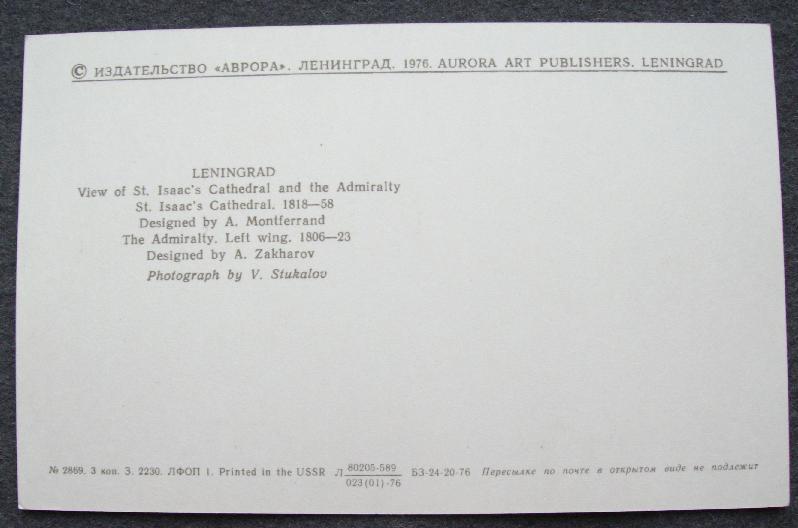 © ИЗДАТЕЛЬСТВО «АВРОРА». ЛЕНИНГРАД. 1976. AURORA ART PUBLISHERS. LENINGRAD
LENINGRAD
View of St. Isaac's Cathedral and the Admiralty
St. Isaac's Cathedral. 1818—58
Designed by A. Montferrand
The Admiralty. Left wing. 1806—23
Designed by A. Zakharov
Photograph by V. Stukalov
№ 2869. 3 коп. З. 2230. ЛФОП 1. Printed in the USSR Л 80205-589 / 023(01)-76 БЗ-24-20-76 Пересылке по почте в открытом виде не подлежит